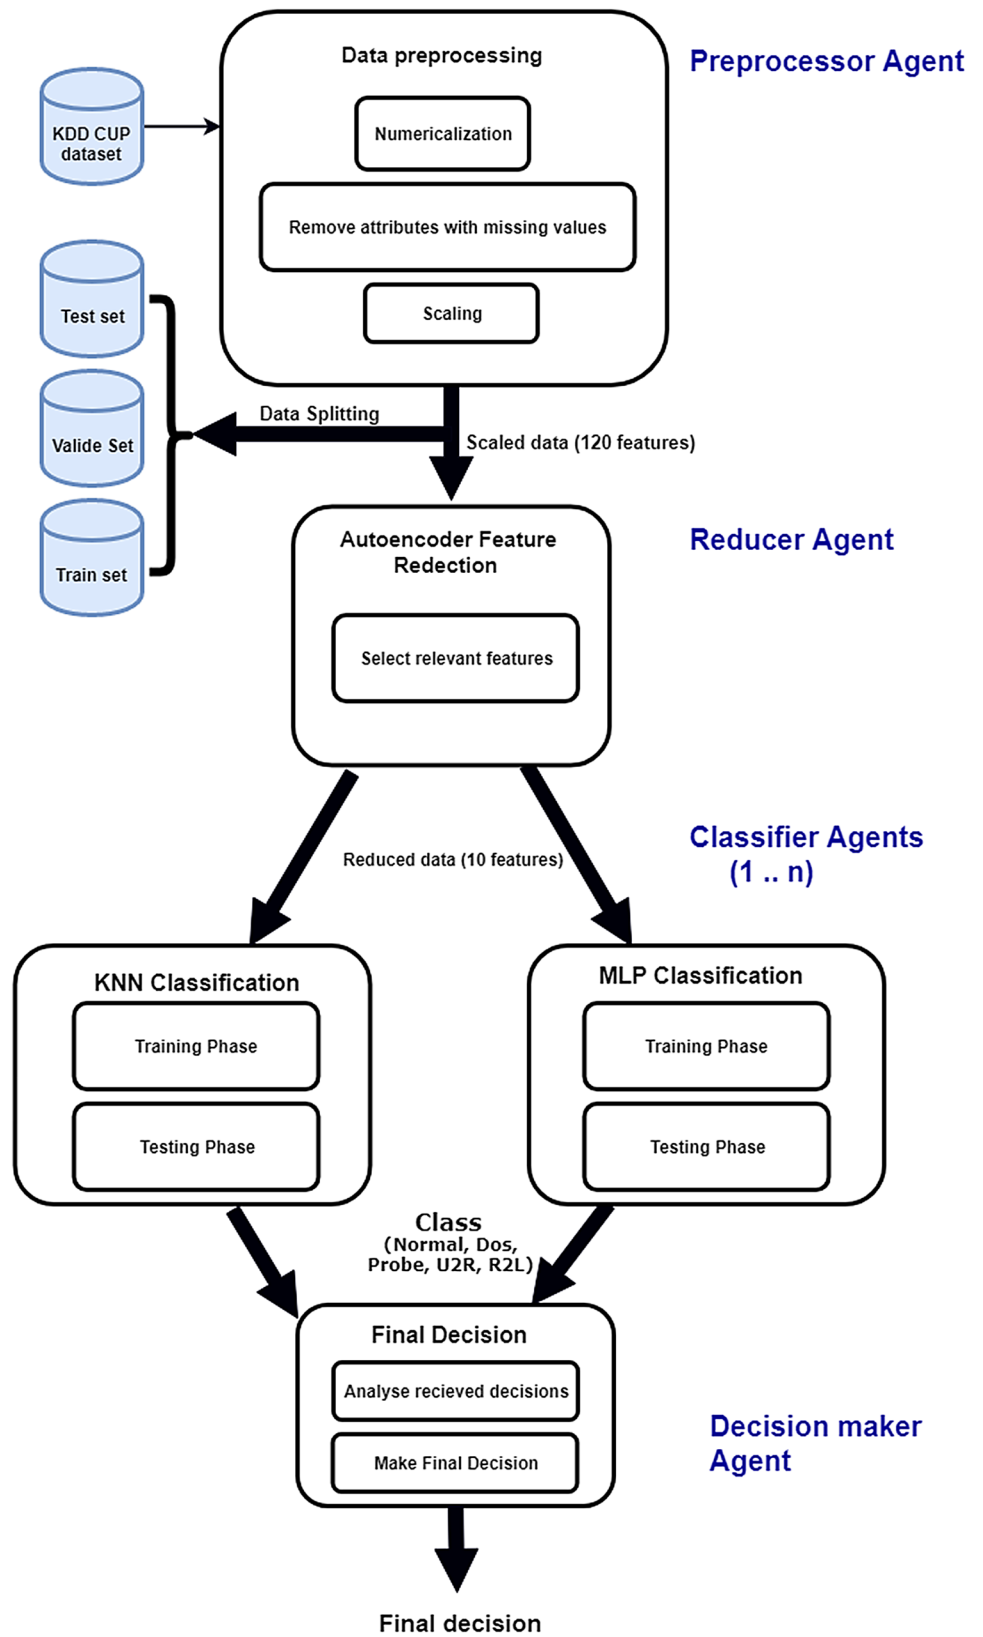 Data preprocessing
Preprocessor Agent
KDD CUP
dataset
Numericalization
Remove attributes with missing values
Scaling
Test set
Valide Set
Train set
Data Splitting
Scaled data (120 features)
Autoencoder Feature
Redection
Reducer Agent
Select relevant features
Reduced data (10 features)
Classifier Agents
(1 .. n)
KNN Classification
Training Phase
Testing Phase
MLP Classification
Training Phase
Testing Phase
Class
(Normal, Dos,
Probe, U2R, R2L)
Final Decision
Analyse recieved decisions
Make Final Decision
Decision maker
Agent
Final decision